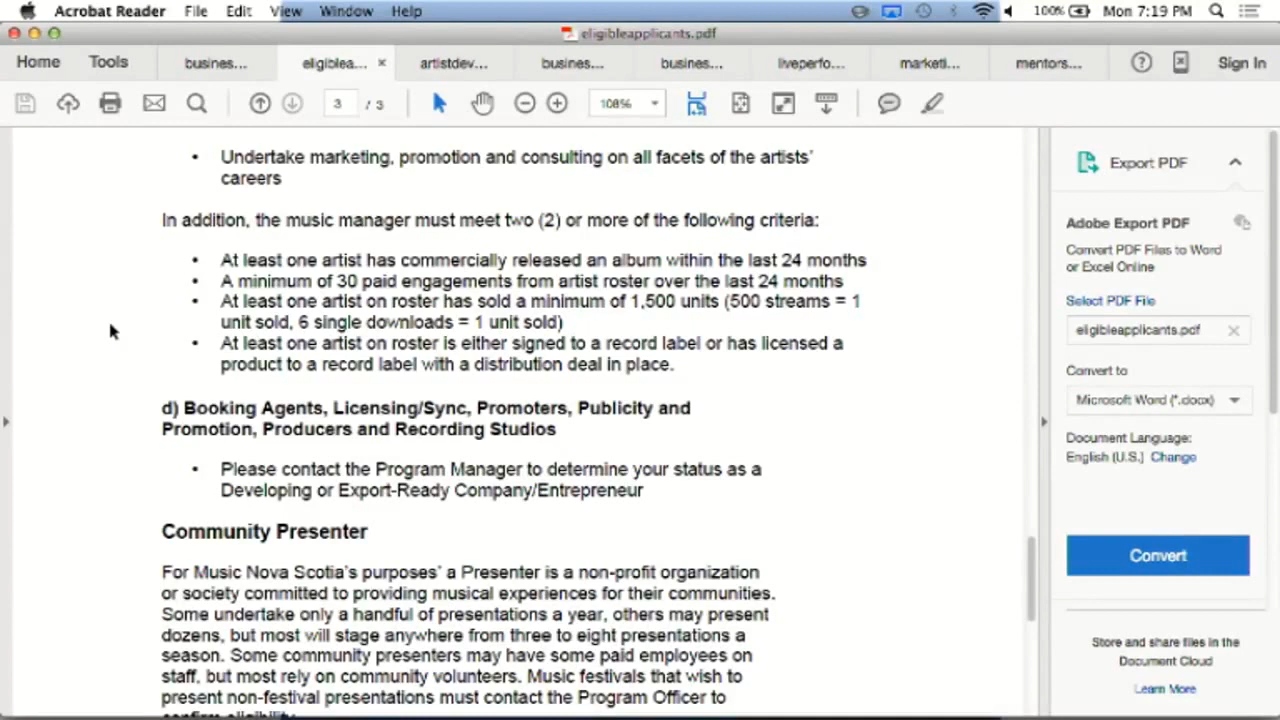 Acrobat Reader File Edit View Window Help 100% Mon 7:19 PM
eligibleapplicants.pdf
Home Tools busines... eligiblea... × artistdev... busines... busines... liveperfo... marketi... mentors... Sign In
3 / 3 108%
• Undertake marketing, promotion and consulting on all facets of the artists'
careers
In addition, the music manager must meet two (2) or more of the following criteria:
• At least one artist has commercially released an album within the last 24 months
• A minimum of 30 paid engagements from artist roster over the last 24 months
• At least one artist on roster has sold a minimum of 1,500 units (500 streams = 1
unit sold, 6 single downloads = 1 unit sold)
• At least one artist on roster is either signed to a record label or has licensed a
product to a record label with a distribution deal in place.
d) Booking Agents, Licensing/Sync, Promoters, Publicity and
Promotion, Producers and Recording Studios
• Please contact the Program Manager to determine your status as a
Developing or Export-Ready Company/Entrepreneur
Community Presenter
For Music Nova Scotia's purposes' a Presenter is a non-profit organization
or society committed to providing musical experiences for their communities.
Some undertake only a handful of presentations a year, others may present
dozens, but most will stage anywhere from three to eight presentations a
season. Some community presenters may have some paid employees on
staff, but most rely on community volunteers. Music festivals that wish to
present non-festival presentations must contact the Program Officer to
confirm eligibility.
Export PDF
Adobe Export PDF
Convert PDF Files to Word
or Excel Online
Select PDF File
eligibleapplicants.pdf ×
Convert to
Microsoft Word (*.docx)
Document Language:
English (U.S.) Change
Convert
Store and share files in the
Document Cloud
Learn More